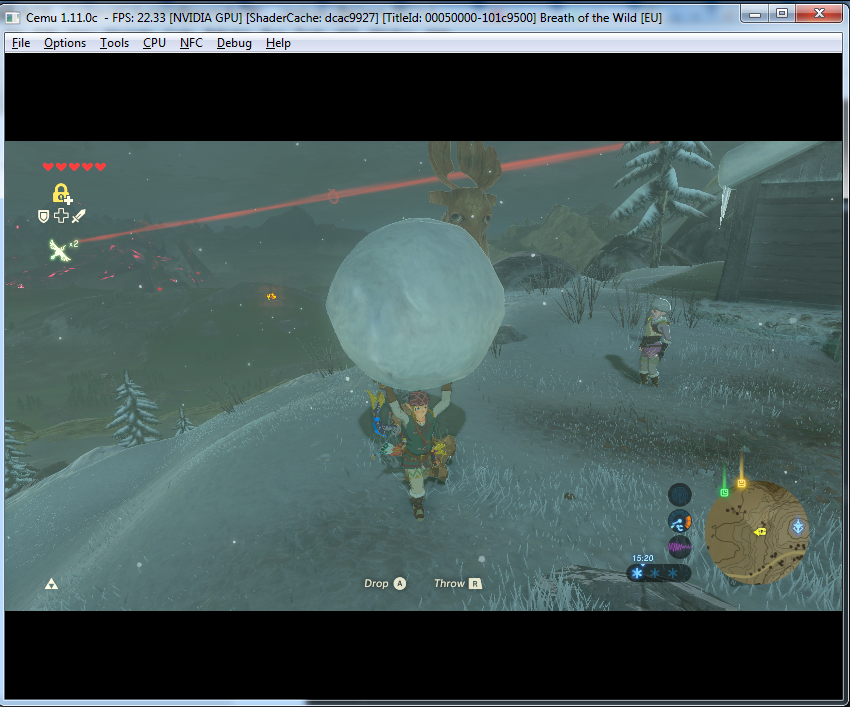 Cemu 1.11.0c - FPS: 22.33 [NVIDIA GPU] [ShaderCache: dcac9927] [TitleId: 00050000-101c9500] Breath of the Wild [EU]
File Options Tools CPU NFC Debug Help
×2
15:20
Drop A Throw R